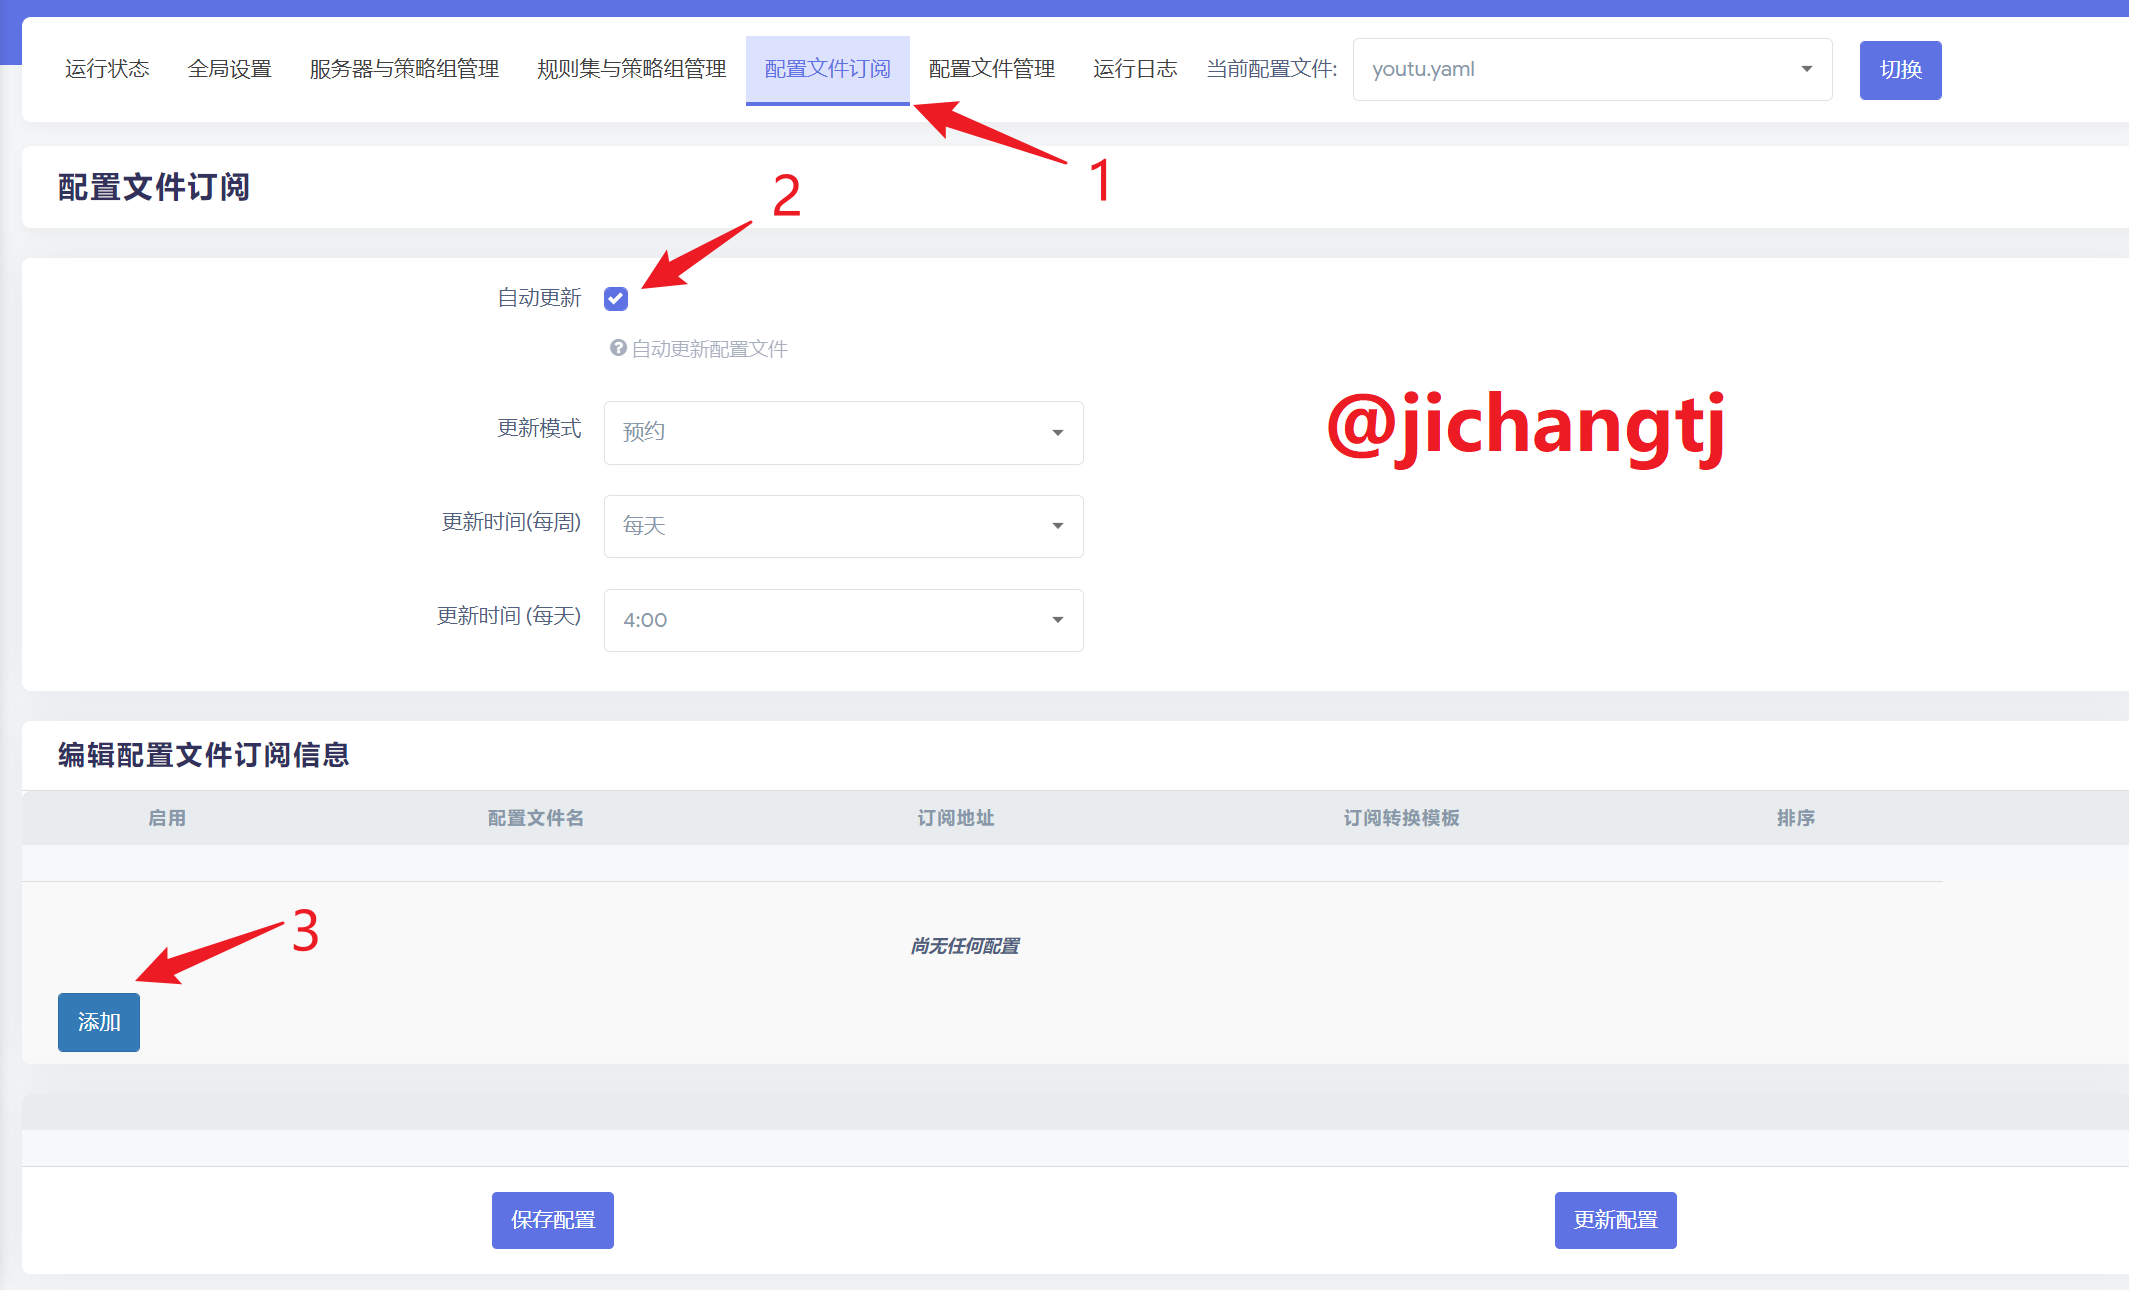 运行状态 全局设置 服务器与策略组管理 规则集与策略组管理 配置文件订阅 配置文件管理 运行日志 当前配置文件: youtu.yaml 切换
1
配置文件订阅
2
自动更新
自动更新配置文件
更新模式 预约
@jichangtj
更新时间(每周) 每天
更新时间 (每天) 4:00
编辑配置文件订阅信息
启用 配置文件名 订阅地址 订阅转换模板 排序
3
尚无任何配置
添加
保存配置 更新配置